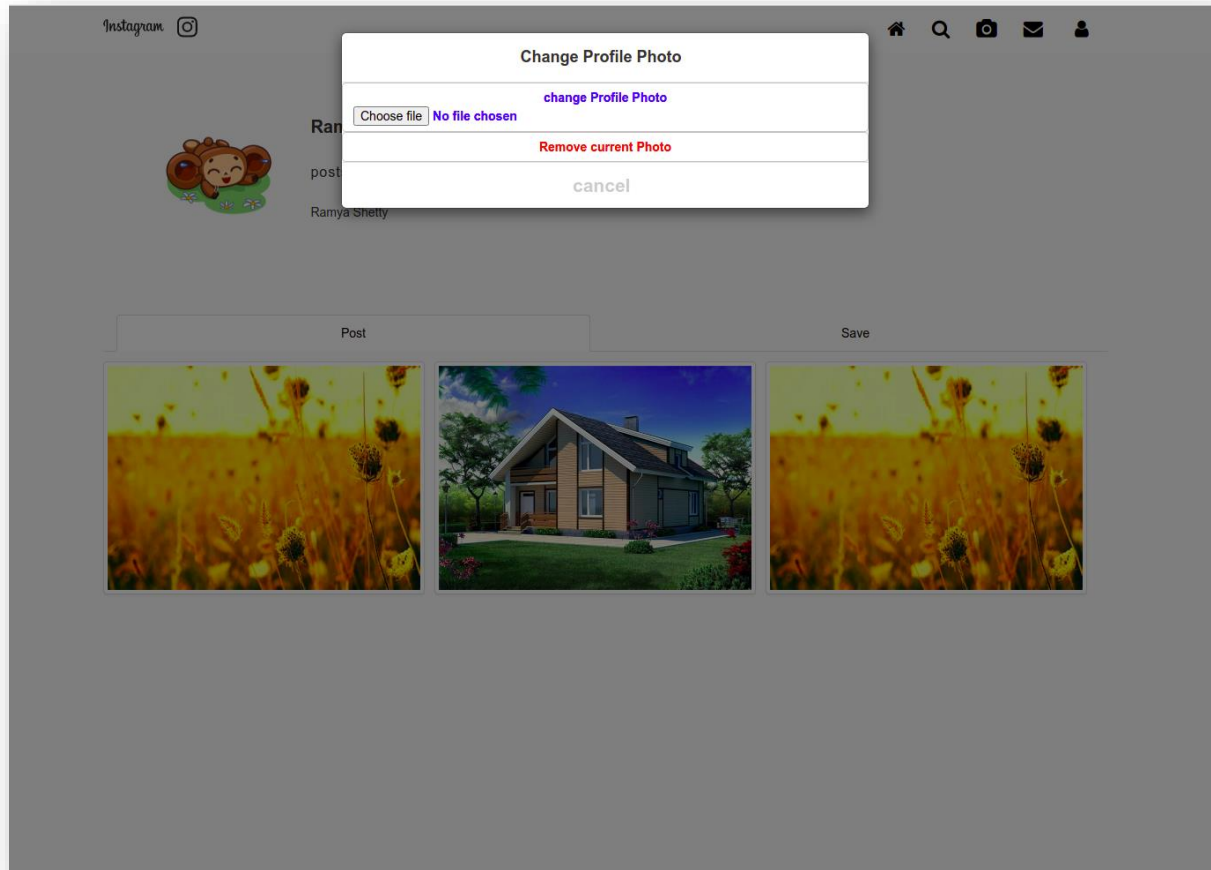 Instagram
Change Profile Photo
change Profile Photo
Choose file No file chosen
Remove current Photo
cancel
Ran
post
Ramya Shetty
Post Save